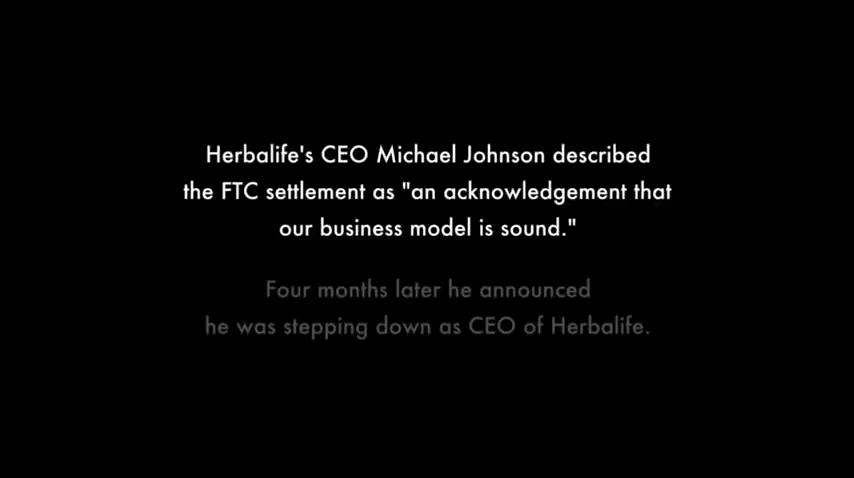 Herbalife's CEO Michael Johnson described
the FTC settlement as "an acknowledgement that
our business model is sound."
Four months later he announced
he was stepping down as CEO of Herbalife.